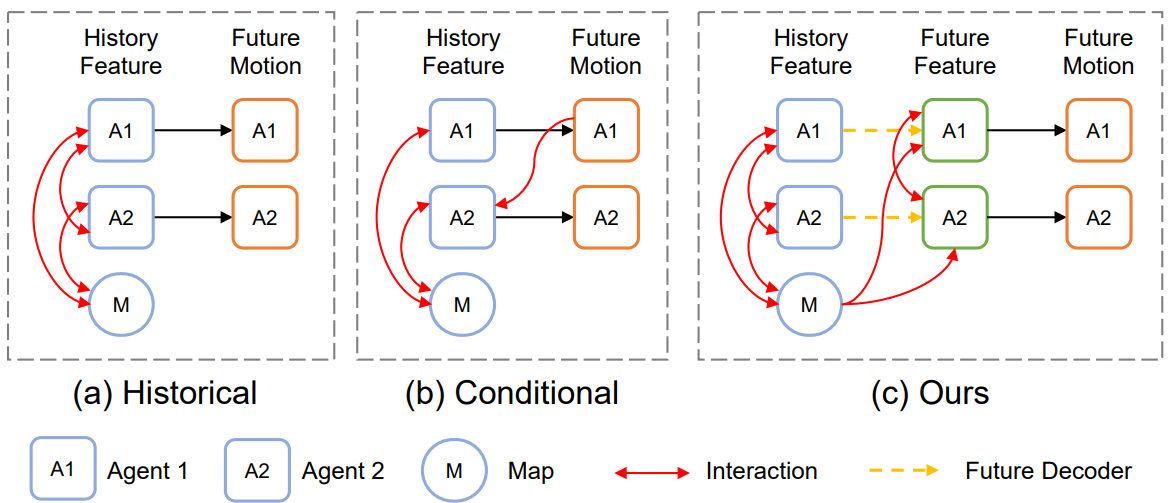 History Feature
Future Motion
A1
A1
A2
A2
M
(a) Historical
History Feature
Future Motion
A1
A1
A2
A2
M
(b) Conditional
History Feature
Future Feature
Future Motion
A1
A1
A1
A2
A2
A2
M
(c) Ours
A1 Agent 1
A2 Agent 2
M Map
Interaction
Future Decoder